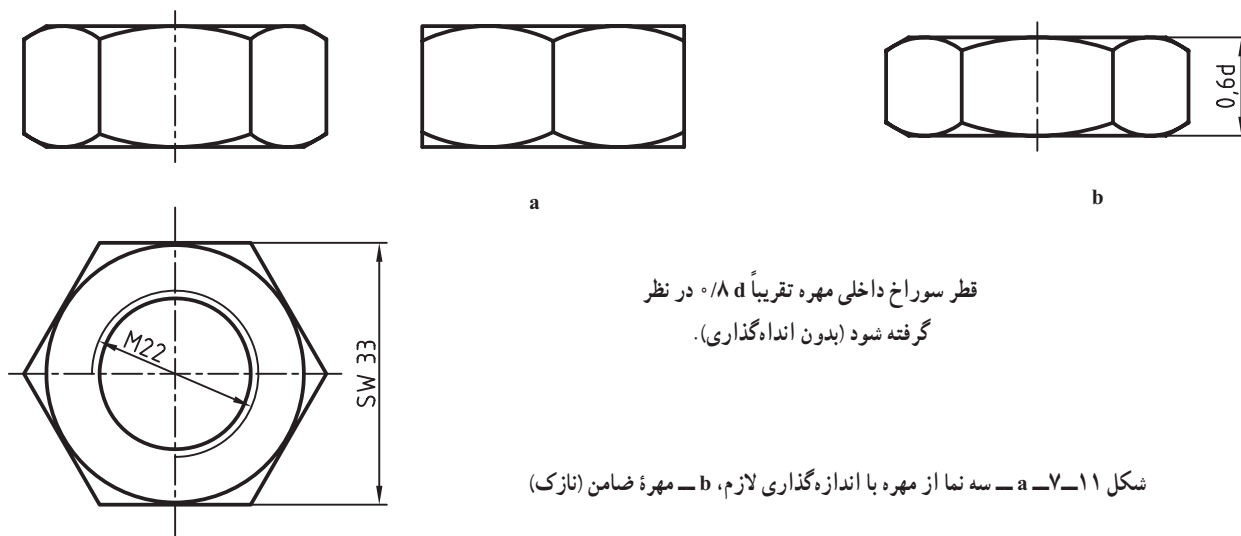 0,6d
a
b
M22
SW 33
قطر سوراخ داخلی مهره تقریباً ۰/۸ d در نظر
گرفته شود (بدون انداه‌گذاری).
شکل ۱۱ــ۷ــ a ــ سه نما از مهره با اندازه‌گذاری لازم، b ــ مهرهٔ ضامن (نازک)